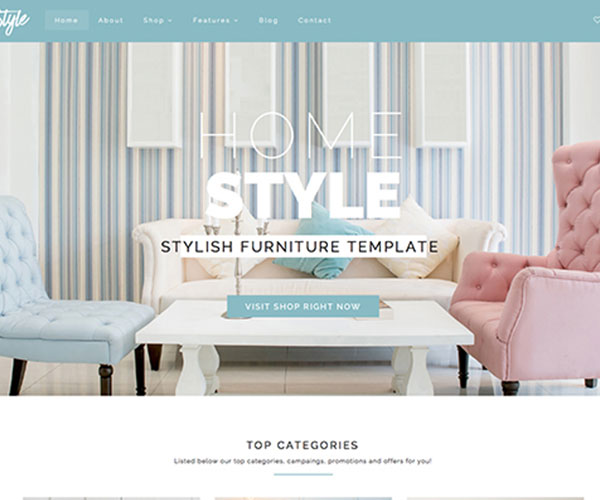 Style
Home About Shop Features Blog Contact
HOME
STYLE
STYLISH FURNITURE TEMPLATE
VISIT SHOP RIGHT NOW
TOP CATEGORIES
Listed below our top categories, campaings, promotions and offers for you!